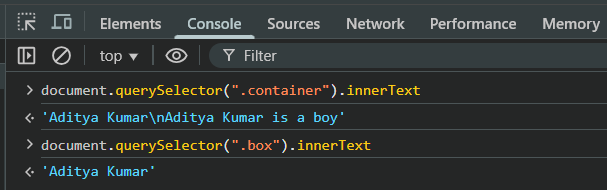 Elements Console Sources Network Performance Memory
top Filter
document.querySelector(".container").innerText
'Aditya Kumar\nAditya Kumar is a boy'
document.querySelector(".box").innerText
'Aditya Kumar'